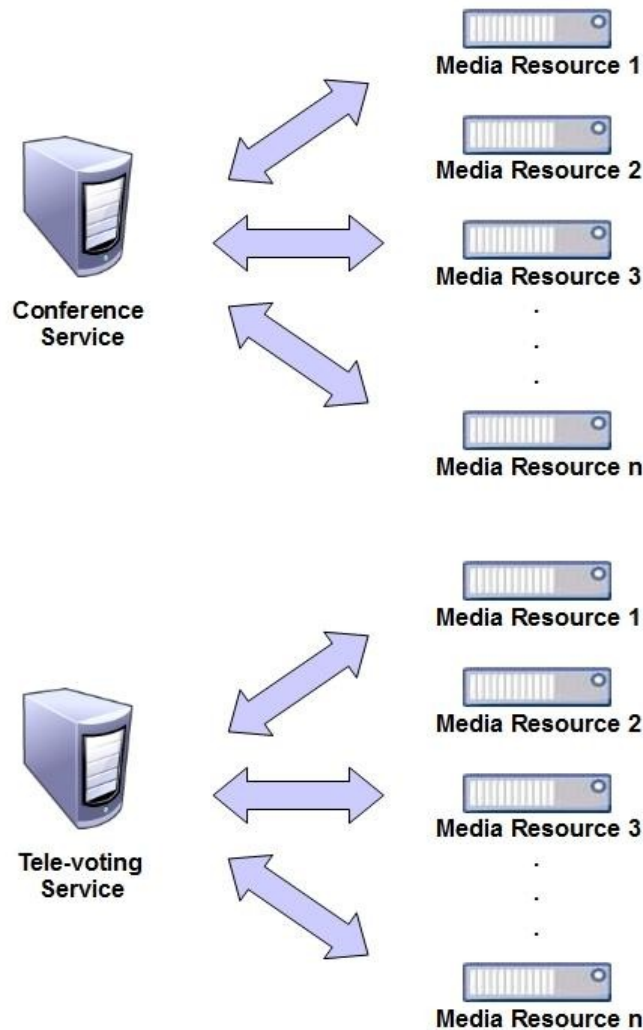 Media Resource 1
Media Resource 2
Conference
Service
Media Resource 3
.
.
.
Media Resource n
Media Resource 1
Media Resource 2
Tele-voting
Service
Media Resource 3
.
.
.
Media Resource n